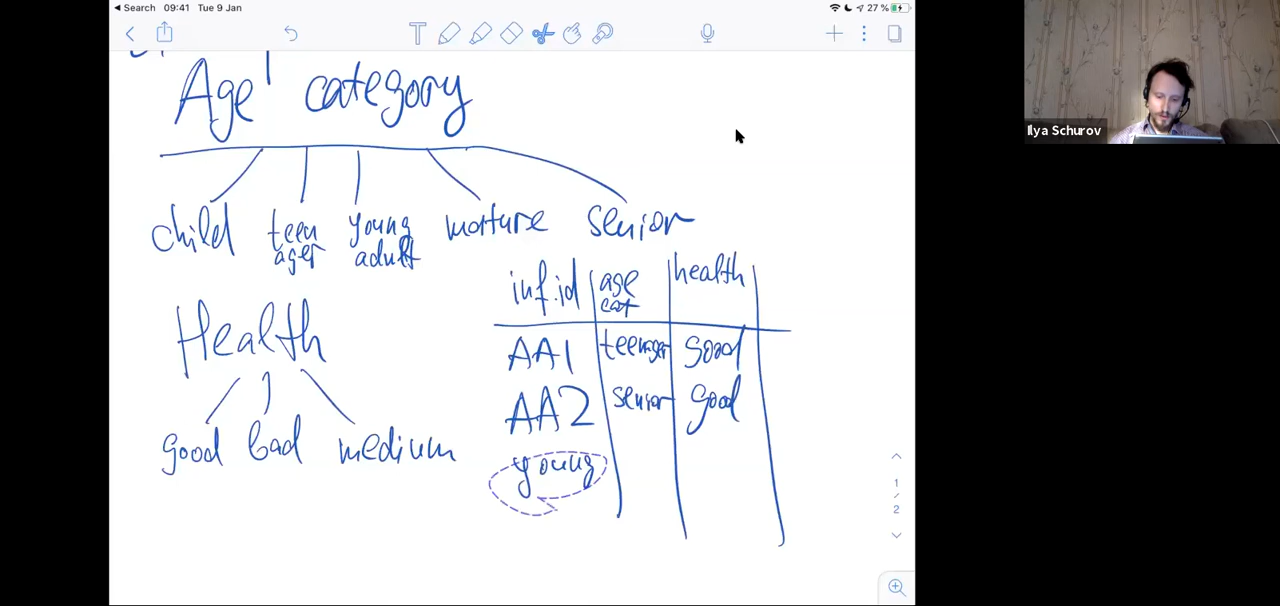 Search 09:41 Tue 9 Jan 27 %
Age category
child teen ager young adult mature senior
inf.id age cat health
Health
AA1 teenager good
AA2 senior good
good bad medium
young
1 / 2
Ilya Schurov